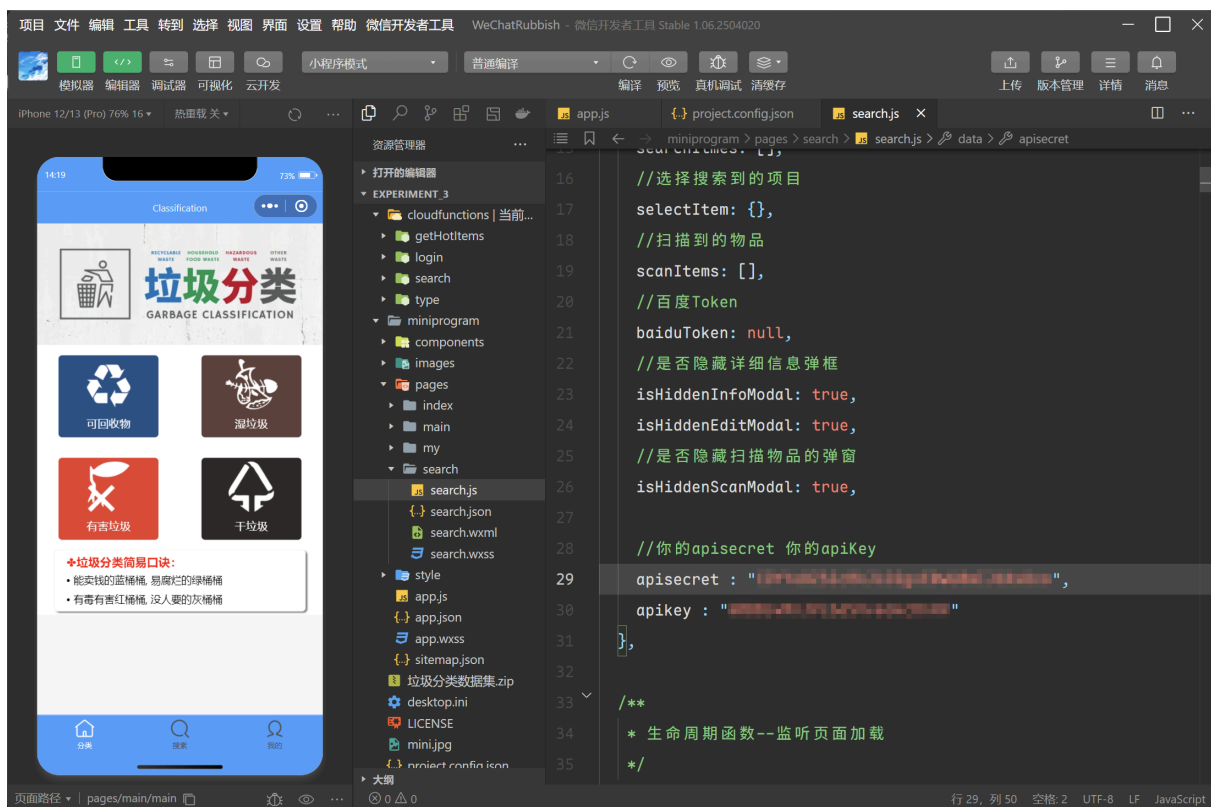 项目 文件 编辑 工具 转到 选择 视图 界面 设置 帮助 微信开发者工具 WeChatRubbish - 微信开发者工具 Stable 1.06.2504020
模拟器 编辑器 调试器 可视化 云开发 小程序模式 普通编译 编译 预览 真机调试 清缓存 上传 版本管理 详情 消息
iPhone 12/13 (Pro) 76% 16 热重载 关
14:19 73%
Classification
RECYCLABLE WASTE HOUSEHOLD FOOD WASTE HAZARDOUS WASTE OTHER WASTE
垃圾分类
GARBAGE CLASSIFICATION
可回收物 湿垃圾
有害垃圾 干垃圾
垃圾分类简易口诀:
• 能卖钱的蓝桶桶, 易腐烂的绿桶桶
• 有毒有害红桶桶, 没人要的灰桶桶
分类 搜索 我的
页面路径 pages/main/main
资源管理器
打开的编辑器
EXPERIMENT_3
cloudfunctions | 当前...
getHotItems
login
search
type
miniprogram
components
images
pages
index
main
my
search
search.js
search.json
search.wxml
search.wxss
style
app.js
app.json
app.wxss
sitemap.json
垃圾分类数据集.zip
desktop.ini
LICENSE
mini.jpg
project.config.json
大纲
0 0
app.js project.config.json search.js
miniprogram > pages > search > search.js > data > apisecret
15 searchItmes: [],
16 //选择搜索到的项目
17 selectItem: {},
18 //扫描到的物品
19 scanItems: [],
20 //百度Token
21 baiduToken: null,
22 //是否隐藏详细信息弹框
23 isHiddenInfoModal: true,
24 isHiddenEditModal: true,
25 //是否隐藏扫描物品的弹窗
26 isHiddenScanModal: true,
27
28 //你的apisecret 你的apiKey
29 apisecret : "",
30 apikey : ""
31 },
32
33 /**
34 * 生命周期函数--监听页面加载
35 */
行 29，列 50 空格: 2 UTF-8 LF JavaScript